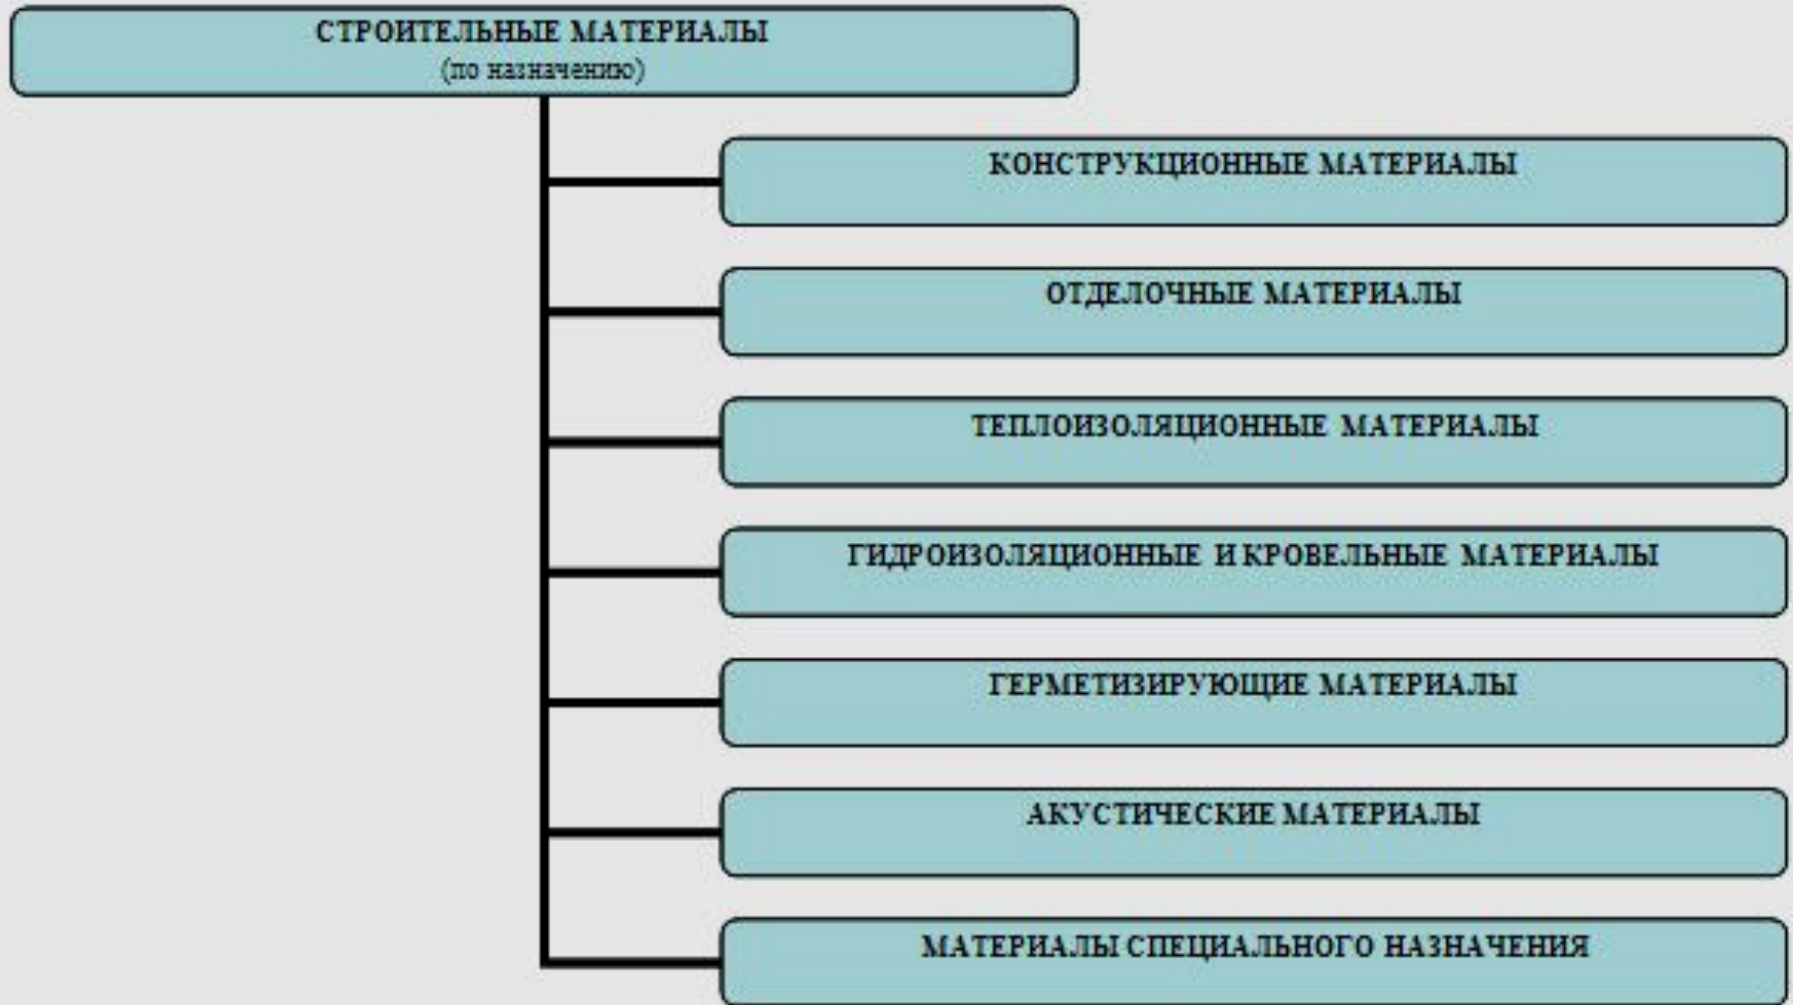 СТРОИТЕЛЬНЫЕ МАТЕРИАЛЫ
(по назначению)
КОНСТРУКЦИОННЫЕ МАТЕРИАЛЫ
ОТДЕЛОЧНЫЕ МАТЕРИАЛЫ
ТЕПЛОИЗОЛЯЦИОННЫЕ МАТЕРИАЛЫ
ГИДРОИЗОЛЯЦИОННЫЕ И КРОВЕЛЬНЫЕ МАТЕРИАЛЫ
ГЕРМЕТИЗИРУЮЩИЕ МАТЕРИАЛЫ
АКУСТИЧЕСКИЕ МАТЕРИАЛЫ
МАТЕРИАЛЫ СПЕЦИАЛЬНОГО НАЗНАЧЕНИЯ